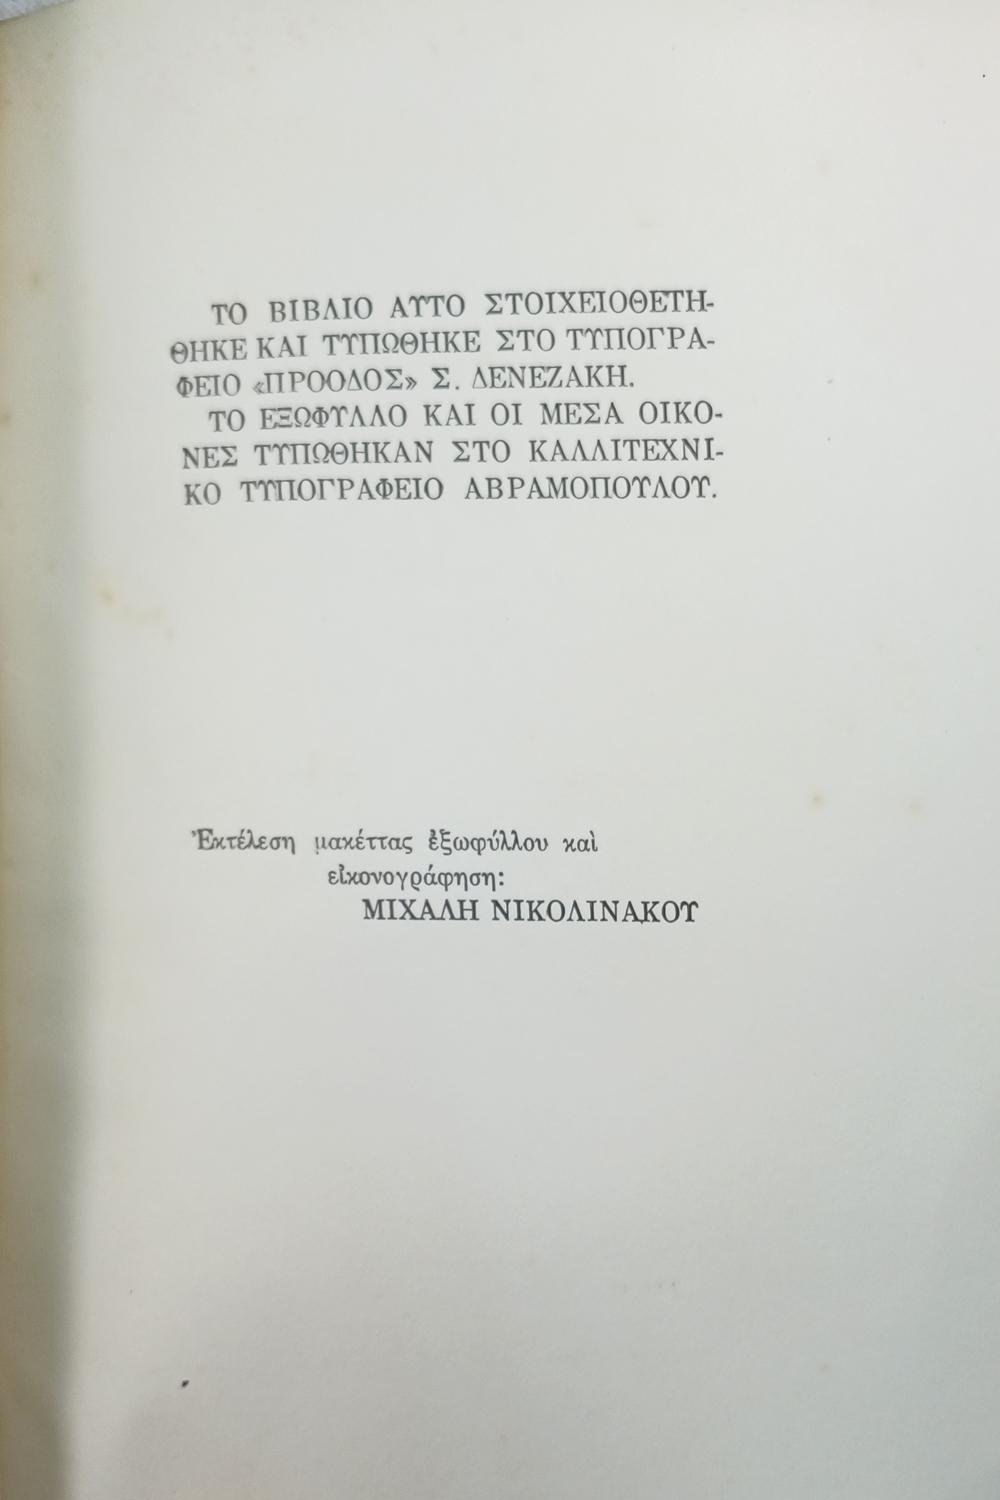 ΤΟ ΒΙΒΛΙΟ ΑΥΤΟ ΣΤΟΙΧΕΙΟΘΕΤΗ-
ΘΗΚΕ ΚΑΙ ΤΥΠΩΘΗΚΕ ΣΤΟ ΤΥΠΟΓΡΑ-
ΦΕΙΟ «ΠΡΟΟΔΟΣ» Σ. ΔΕΝΕΖΑΚΗ.
ΤΟ ΕΞΩΦΥΛΛΟ ΚΑΙ ΟΙ ΜΕΣΑ ΟΙΚΟ-
ΝΕΣ ΤΥΠΩΘΗΚΑΝ ΣΤΟ ΚΑΛΛΙΤΕΧΝΙ-
ΚΟ ΤΥΠΟΓΡΑΦΕΙΟ ΑΒΡΑΜΟΠΟΥΛΟΥ.
Ἐκτέλεση μακέττας ἐξωφύλλου καὶ
εἰκονογράφηση:
ΜΙΧΑΛΗ ΝΙΚΟΛΙΝΑΚΟΥ